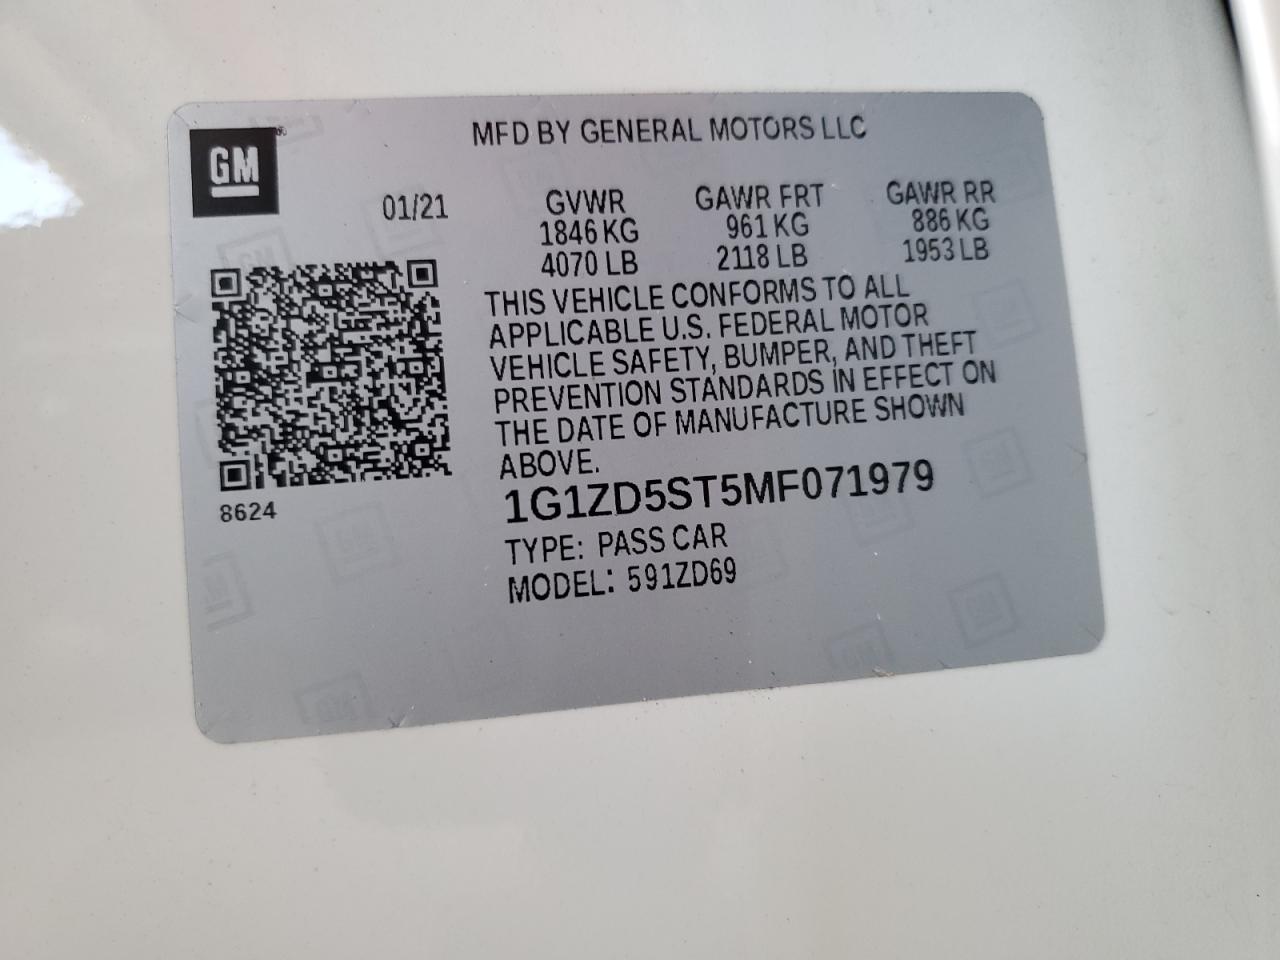 GM
MFD BY GENERAL MOTORS LLC
01/21
GVWR GAWR FRT GAWR RR
1846 KG 961 KG 886 KG
4070 LB 2118 LB 1953 LB
THIS VEHICLE CONFORMS TO ALL
APPLICABLE U.S. FEDERAL MOTOR
VEHICLE SAFETY, BUMPER, AND THEFT
PREVENTION STANDARDS IN EFFECT ON
THE DATE OF MANUFACTURE SHOWN
ABOVE.
1G1ZD5ST5MF071979
8624
TYPE: PASS CAR
MODEL: 591ZD69